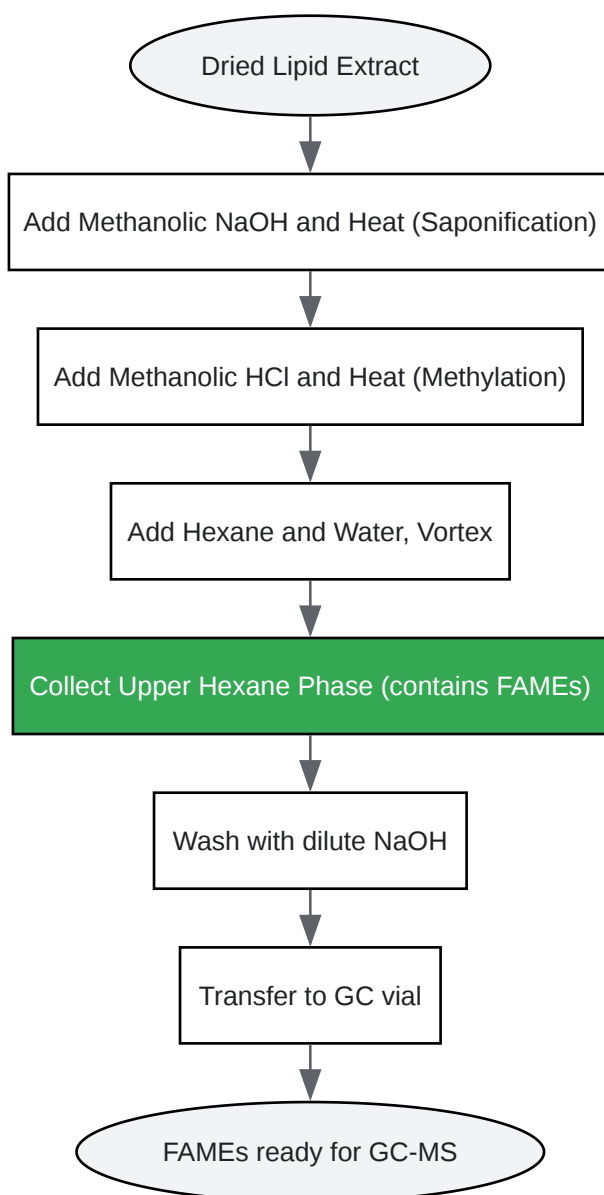 Dried Lipid Extract
Add Methanolic NaOH and Heat (Saponification)
Add Methanolic HCl and Heat (Methylation)
Add Hexane and Water, Vortex
Collect Upper Hexane Phase (contains FAMEs)
Wash with dilute NaOH
Transfer to GC vial
FAMEs ready for GC-MS